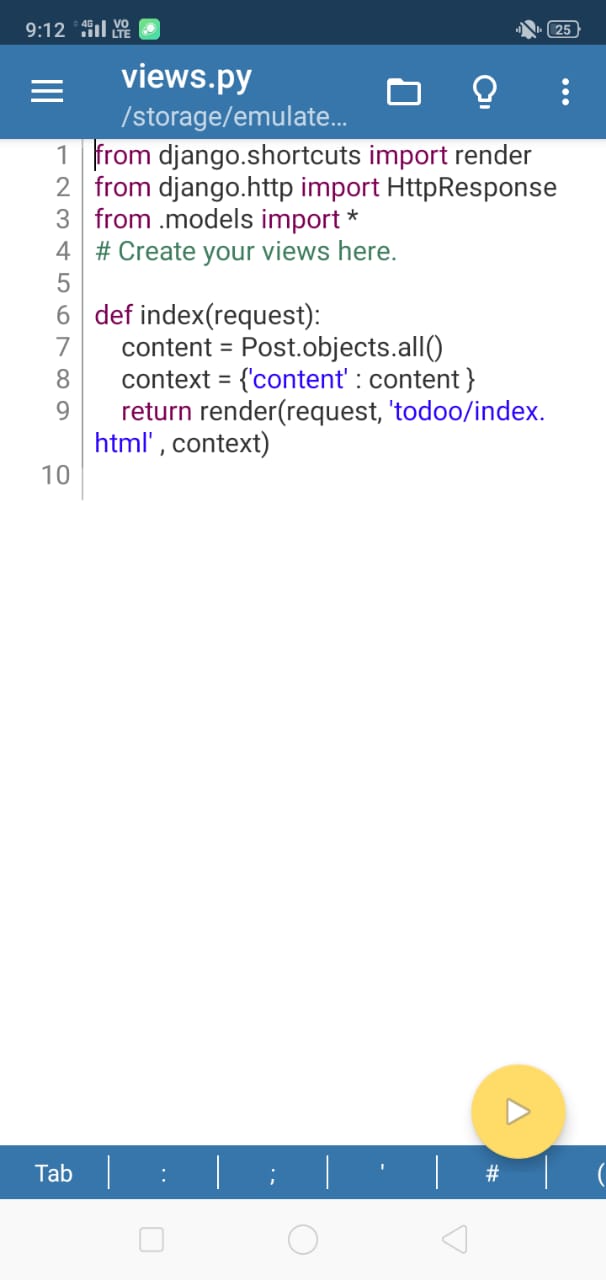 9:12 4G VO LTE 25
views.py
/storage/emulate...
1 from django.shortcuts import render
2 from django.http import HttpResponse
3 from .models import *
4 # Create your views here.
5
6 def index(request):
7 content = Post.objects.all()
8 context = {'content' : content }
9 return render(request, 'todoo/index.
html' , context)
10
Tab : ; ' # (